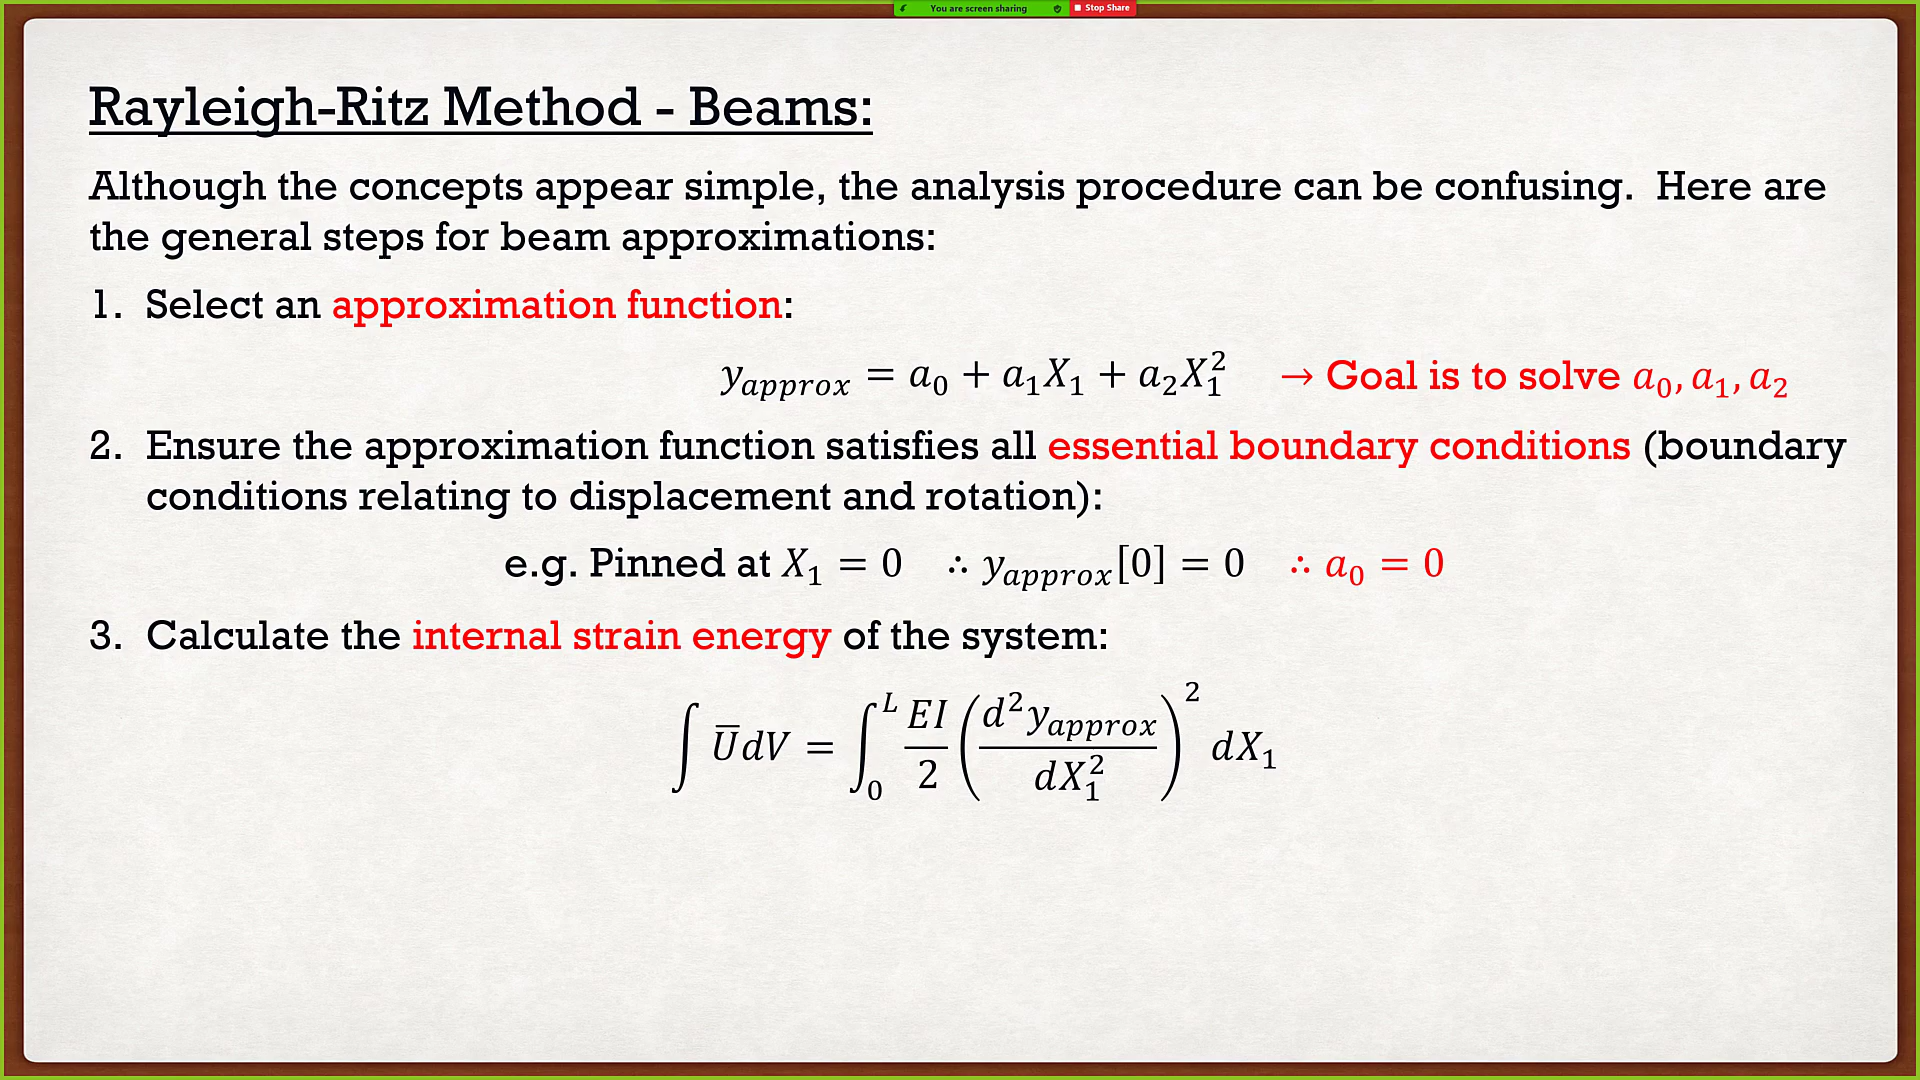 You are screen sharing Stop Share
Rayleigh-Ritz Method - Beams:
Although the concepts appear simple, the analysis procedure can be confusing. Here are
the general steps for beam approximations:
1. Select an approximation function:
y_approx = a_0 + a_1X_1 + a_2X_1^2 → Goal is to solve a_0, a_1, a_2
2. Ensure the approximation function satisfies all essential boundary conditions (boundary
conditions relating to displacement and rotation):
e.g. Pinned at X_1 = 0 ∴ y_approx[0] = 0 ∴ a_0 = 0
3. Calculate the internal strain energy of the system:
∫ U̅dV = ∫_0^L EI/2 (d^2y_approx/dX_1^2)^2 dX_1